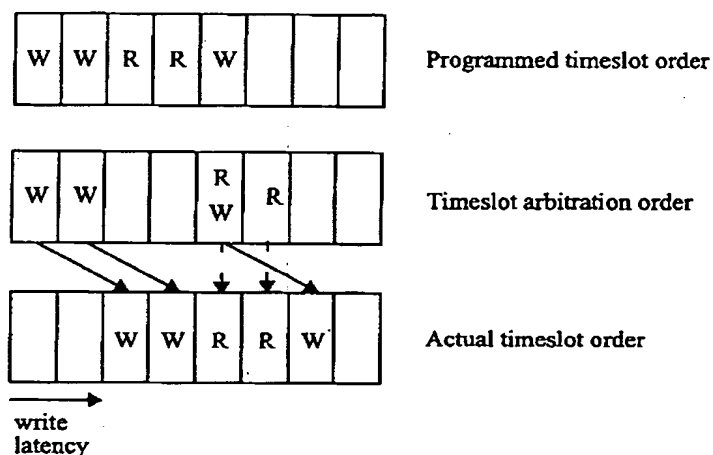 W W R R W Programmed timeslot order
R
W W W R Timeslot arbitration order
W W R R W Actual timeslot order
write
latency